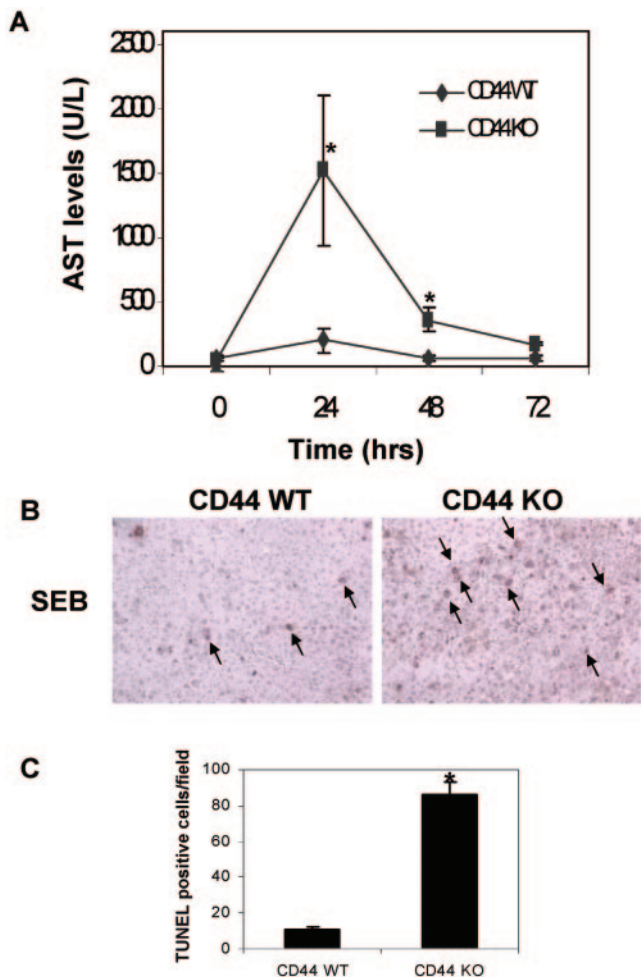 A
2500
2000
1500
1000
500
0
AST levels (U/L)
CD44WT
CD44KO
*
*
0 24 48 72
Time (hrs)
B
CD44 WT CD44 KO
SEB
C
100
80
60
40
20
0
TUNEL positive cells/field
*
CD44 WT CD44 KO